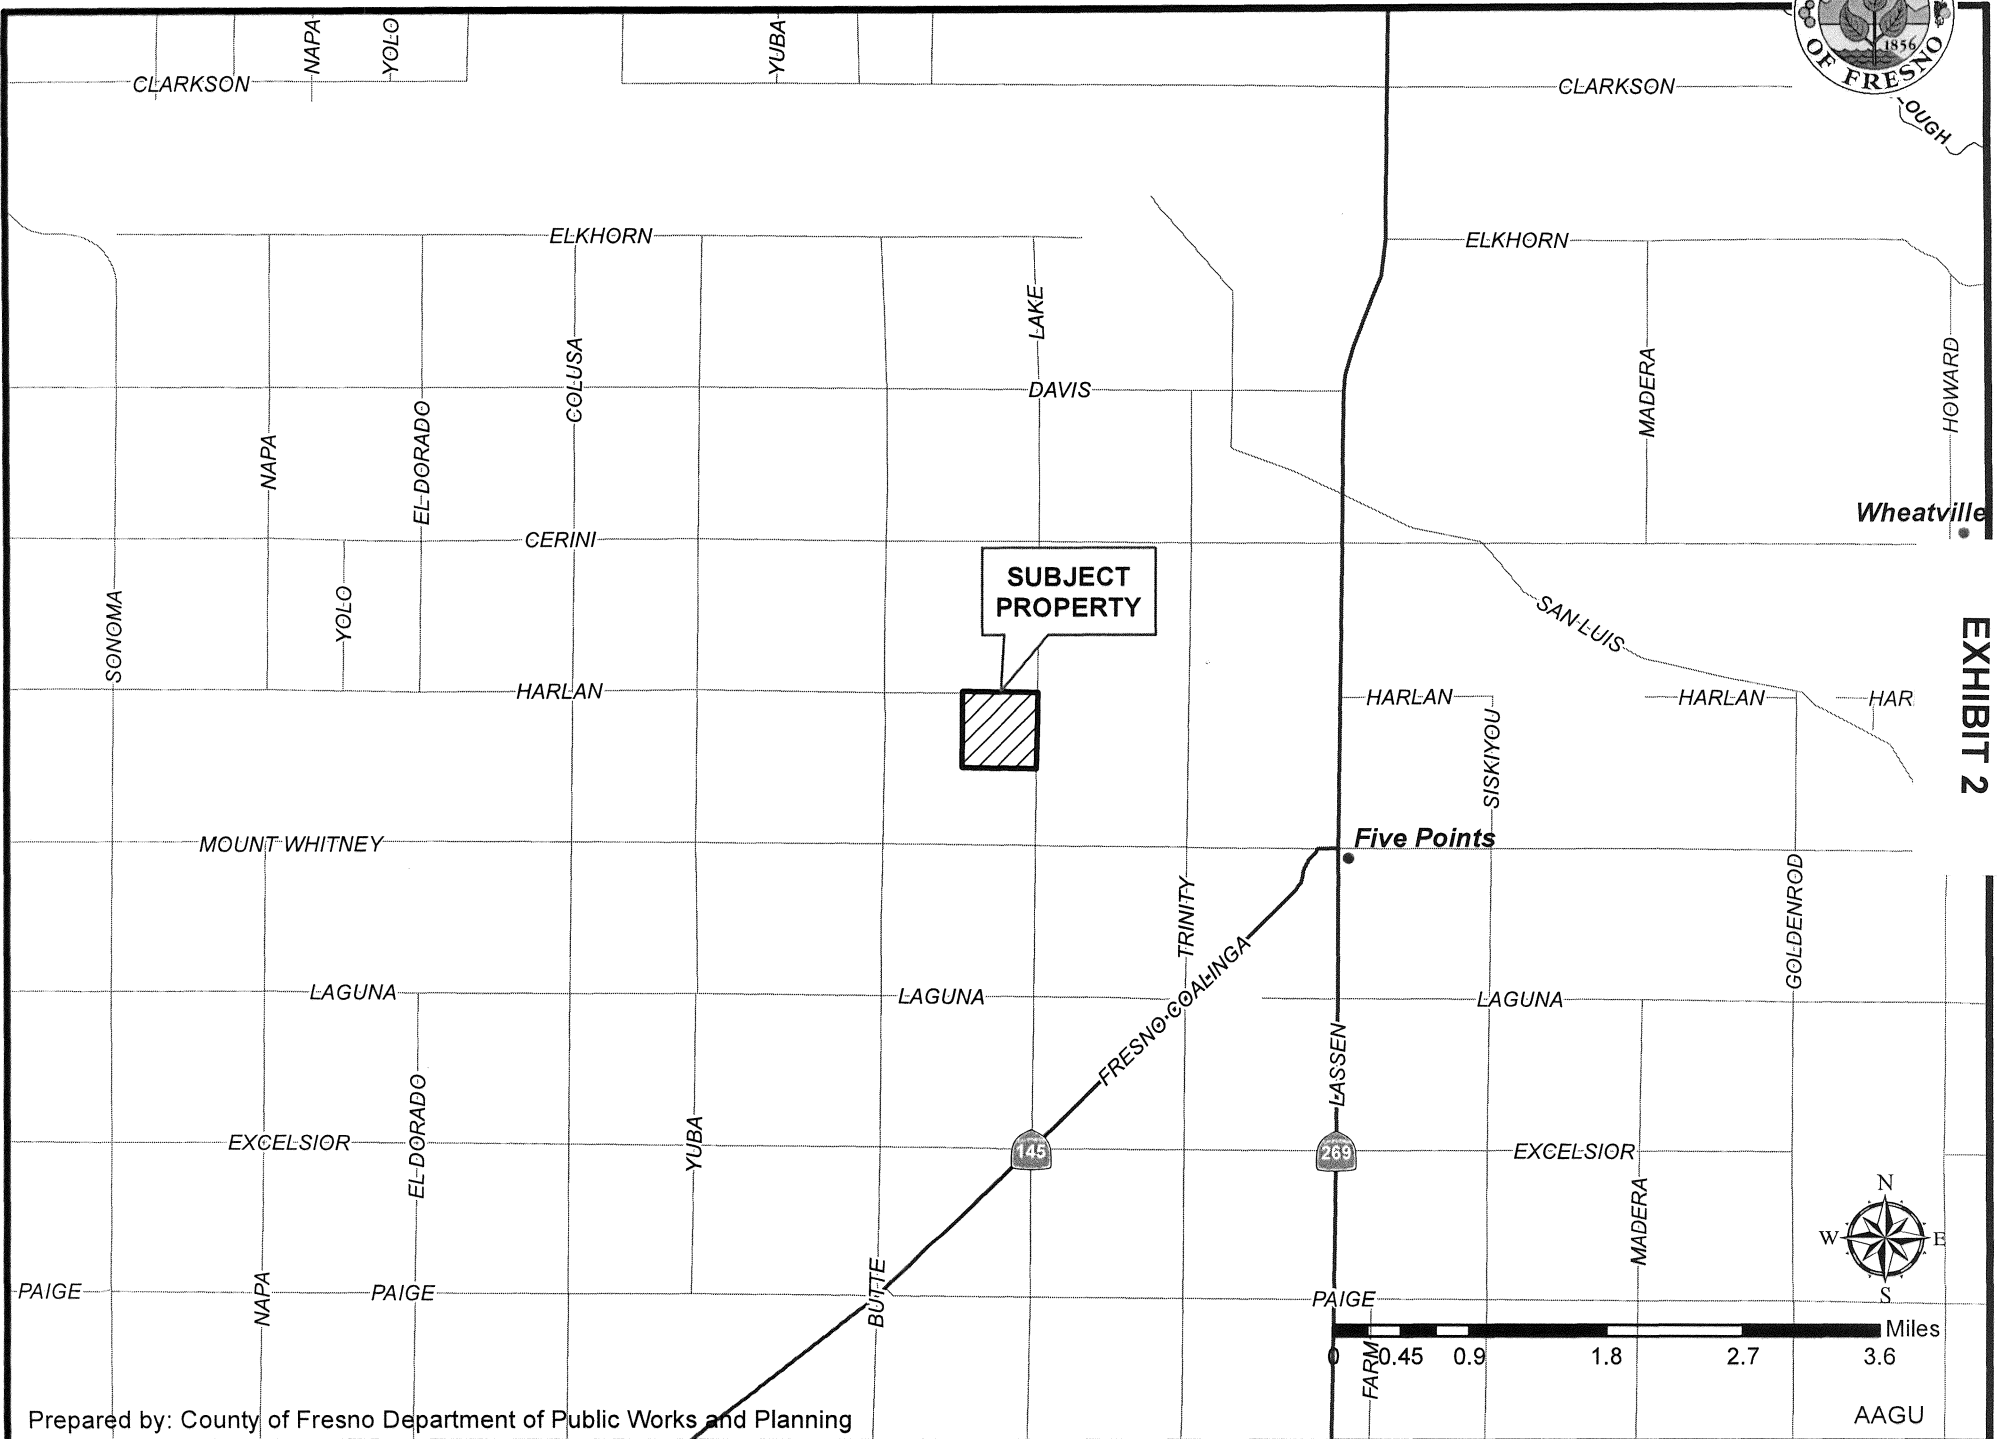 NAPA
YOLO
YUBA
1856
OF FRESNO
CLARKSON
CLARKSON
OUGH
ELKHORN
ELKHORN
LAKE
COLUSA
DAVIS
MADERA
HOWARD
NAPA
EL DORADO
Wheatville
CERINI
SUBJECT
PROPERTY
SONOMA
YOLO
SAN LUIS
EXHIBIT 2
HARLAN
HARLAN
HARLAN
HAR
SISKIYOU
MOUNT WHITNEY
Five Points
TRINITY
GOLDENROD
FRESNO-COALINGA
LAGUNA
LAGUNA
LAGUNA
LASSEN
EL DORADO
YUBA
EXCELSIOR
145
269
EXCELSIOR
MADERA
N
W
E
S
PAIGE
NAPA
PAIGE
BUTTE
PAIGE
Miles
0 0.45 0.9 1.8 2.7 3.6
FARM
Prepared by: County of Fresno Department of Public Works and Planning
AAGU